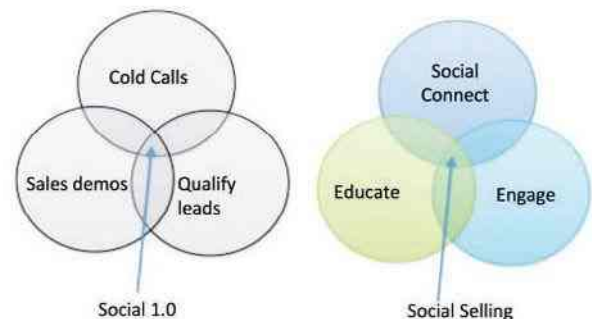 Cold Calls
Sales demos
Qualify
leads
Social 1.0
Social
Connect
Educate
Engage
Social Selling